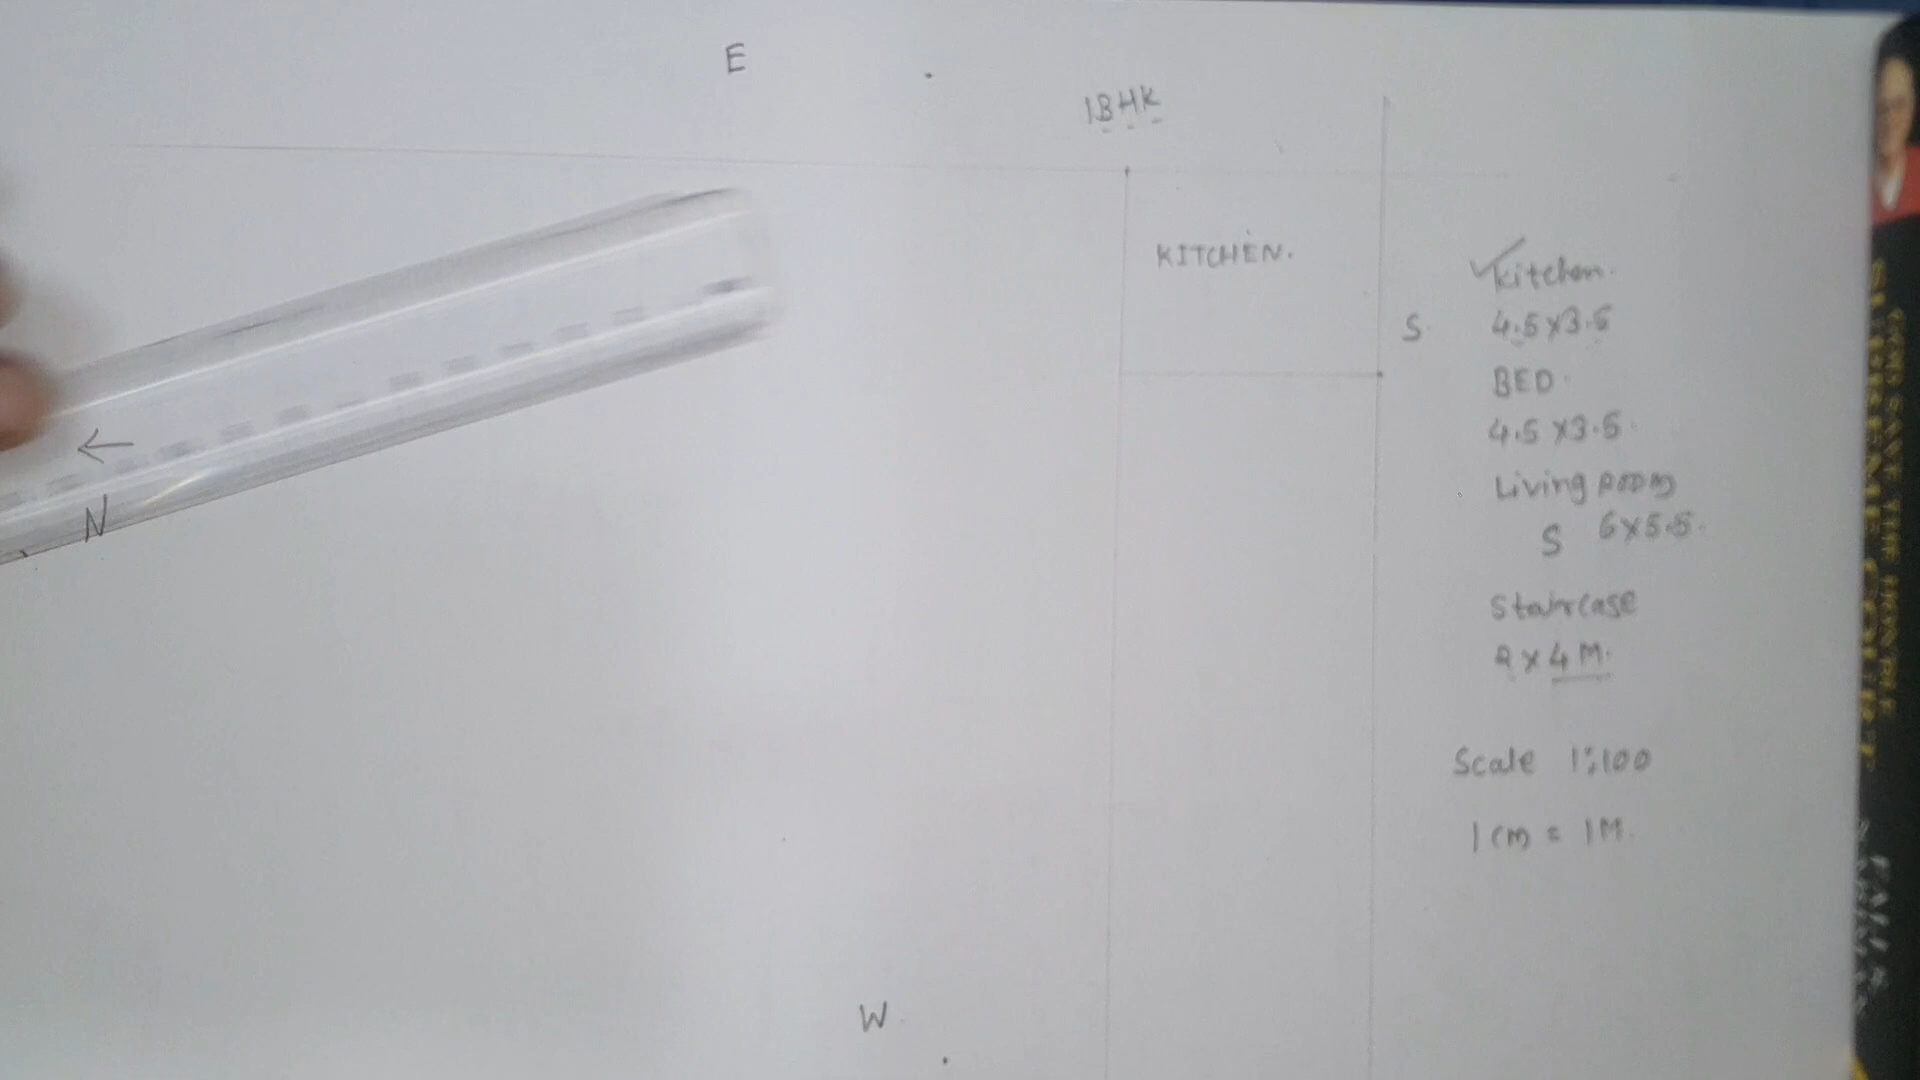 E
1BHK
KITCHEN.
S
N
W
kitchen.
4.5x3.5
BED
4.5x3.5
Living room
S 6x5.5
Staircase
2x4M.
Scale 1:100
1cm = 1M.